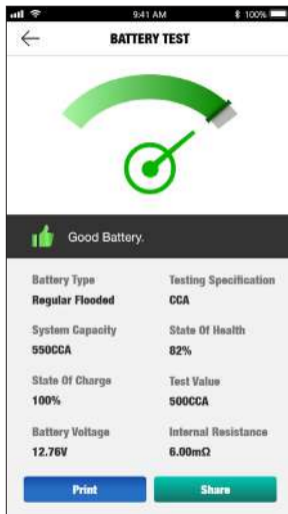 9:41 AM 100%
BATTERY TEST
Good Battery.
Battery Type Testing Specification
Regular Flooded CCA
System Capacity State Of Health
550CCA 82%
State Of Charge Test Value
100% 500CCA
Battery Voltage Internal Resistance
12.76V 6.00mΩ
Print Share